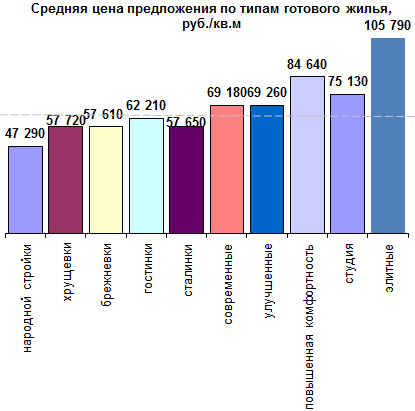 Средняя цена предложения по типам готового жилья,
руб./кв.м
47 290
57 720
57 610
62 210
57 650
69 180
69 260
84 640
75 130
105 790
народной стройки
хрущевки
брежневки
гостинки
сталинки
современные
улучшенные
повышенная комфортность
студия
элитные